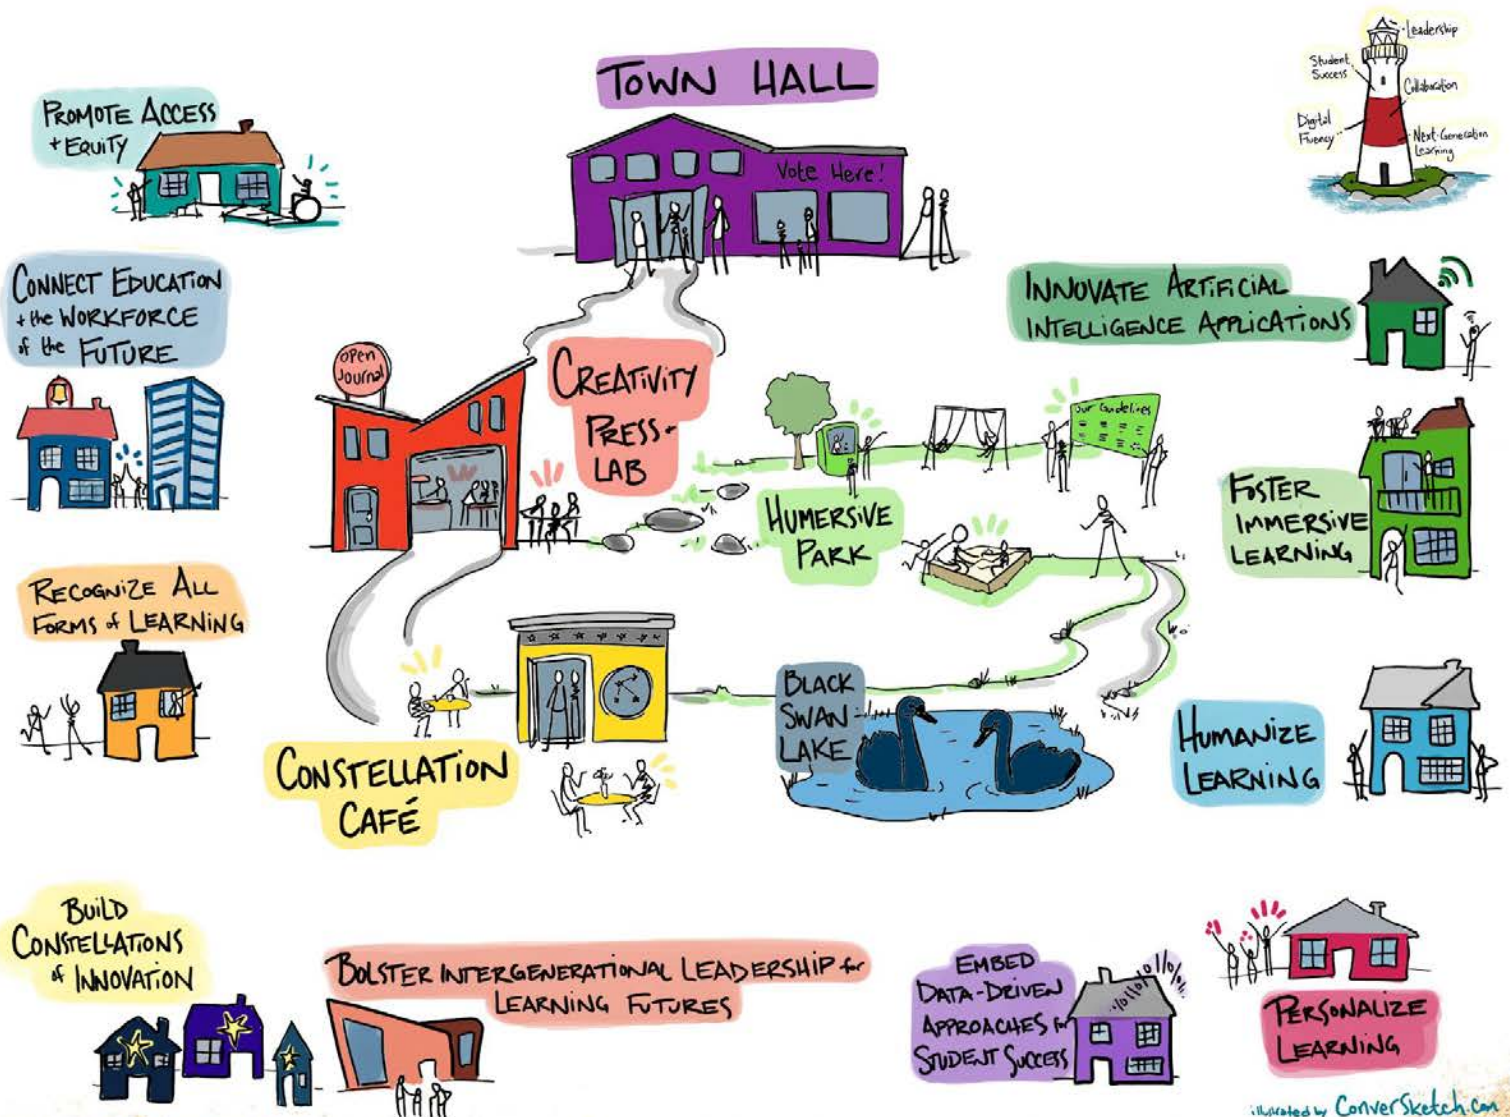 TOWN HALL
Vote Here!
Leadership
Student
Success
Collaboration
Digital
Fluency
Next-Generation
Learning
PROMOTE ACCESS
+ EQUITY
CONNECT EDUCATION
+ the WORKFORCE
of the FUTURE
INNOVATE ARTIFICIAL
INTELLIGENCE APPLICATIONS
OPEN
Journal
CREATIVITY
PRESS +
LAB
Our Guidelines
HUMERSIVE
PARK
FOSTER
IMMERSIVE
LEARNING
RECOGNIZE ALL
FORMS of LEARNING
CONSTELLATION
CAFÉ
BLACK
SWAN
LAKE
HUMANIZE
LEARNING
BUILD
CONSTELLATIONS
of INNOVATION
BOLSTER INTERGENERATIONAL LEADERSHIP for
LEARNING FUTURES
EMBED
DATA-DRIVEN
APPROACHES for
STUDENT SUCCESS
PERSONALIZE
LEARNING
illustrated by ConverSketch.com